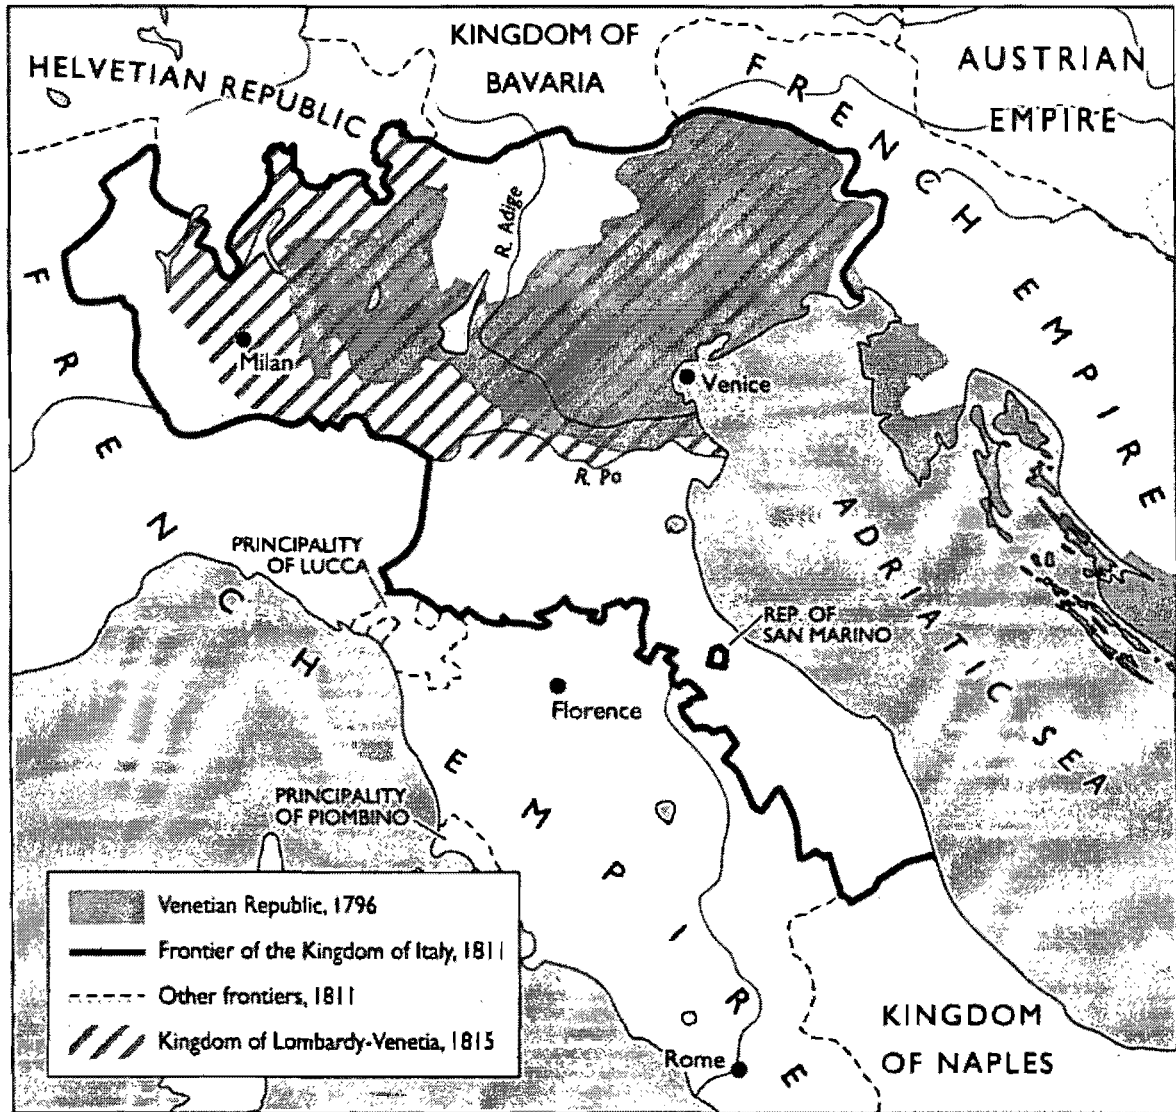 KINGDOM OF
BAVARIA
AUSTRIAN
EMPIRE
HELVETIAN REPUBLIC
FRENCH EMPIRE
R. Adige
Milan
Venice
R. Po
FRENCH EMPIRE
ADRIATIC SEA
PRINCIPALITY
OF LUCCA
REP. OF
SAN MARINO
Florence
PRINCIPALITY
OF PIOMBINO
Venetian Republic, 1796
Frontier of the Kingdom of Italy, 1811
Other frontiers, 1811
Kingdom of Lombardy-Venetia, 1815
Rome
KINGDOM
OF NAPLES